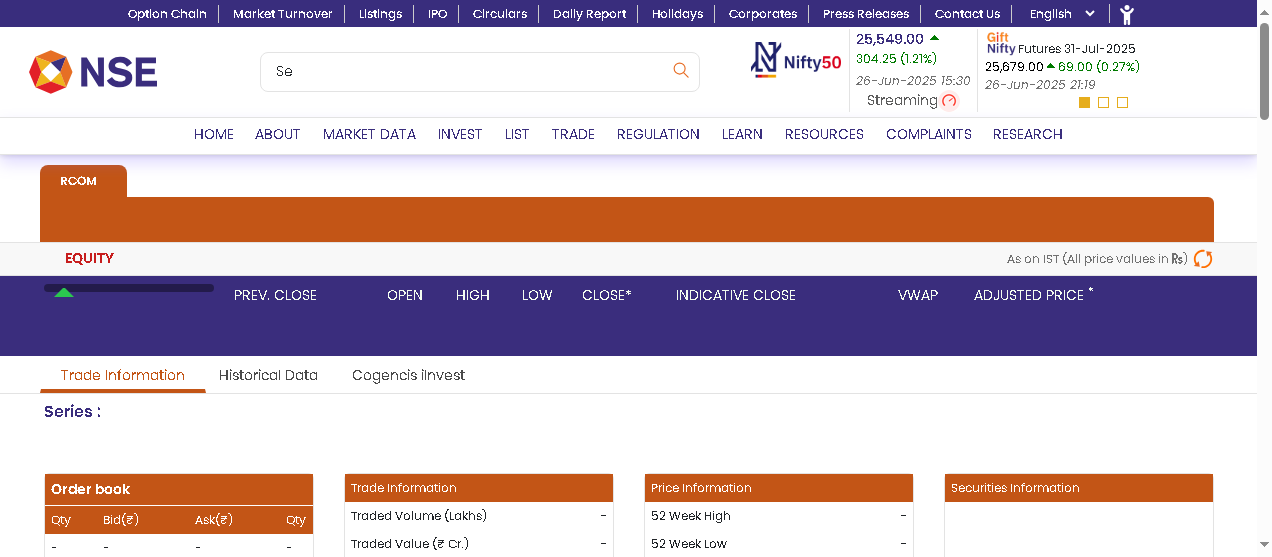 Option Chain Market Turnover Listings IPO Circulars Daily Report Holidays Corporates Press Releases Contact Us English
NSE
Se
Nifty50
25,549.00
304.25 (1.21%)
26-Jun-2025 15:30
Streaming
Gift
Nifty Futures 31-Jul-2025
25,679.00 69.00 (0.27%)
26-Jun-2025 21:19
HOME ABOUT MARKET DATA INVEST LIST TRADE REGULATION LEARN RESOURCES COMPLAINTS RESEARCH
RCOM
EQUITY As on IST (All price values in ₨)
PREV. CLOSE OPEN HIGH LOW CLOSE* INDICATIVE CLOSE VWAP ADJUSTED PRICE *
Trade Information Historical Data Cogencis iInvest
Series :
Order book
Qty Bid(₹) Ask(₹) Qty
- - - -
Trade Information
Traded Volume (Lakhs) -
Traded Value (₹ Cr.) -
Price Information
52 Week High -
52 Week Low -
Securities Information